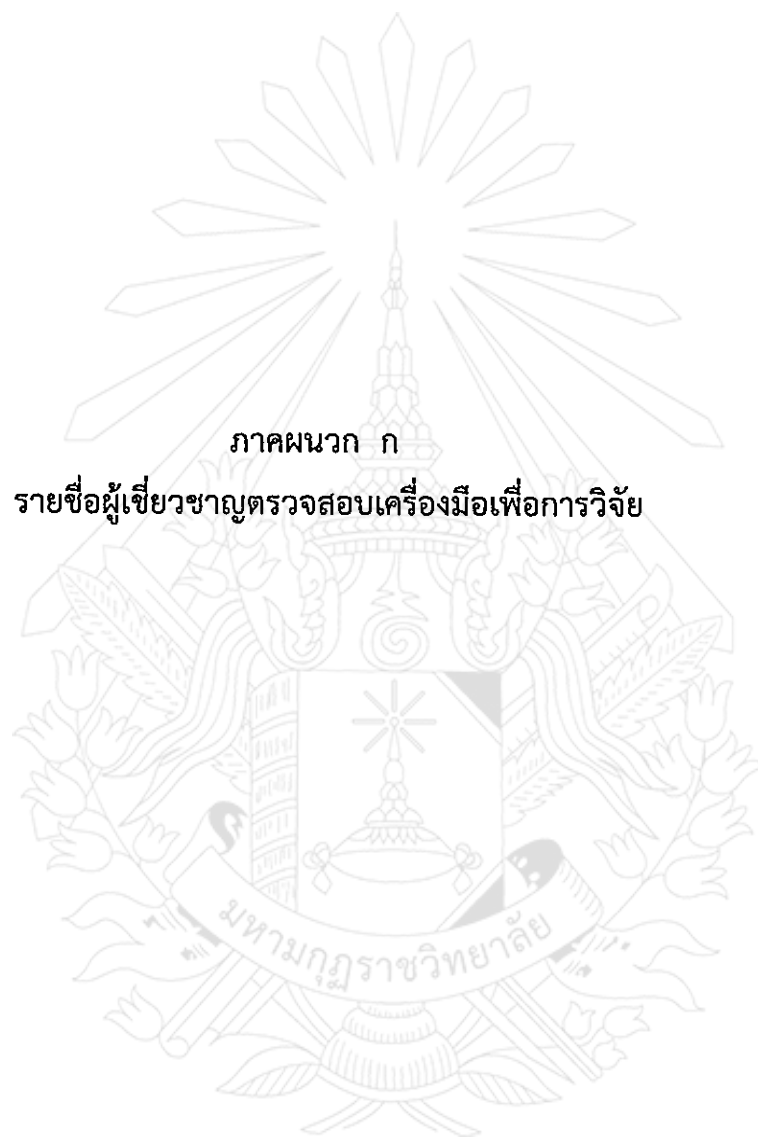 ภาคผนวก ก
รายชื่อผู้เชี่ยวชาญตรวจสอบเครื่องมือเพื่อการวิจัย
มหามกุฏราชวิทยาลัย